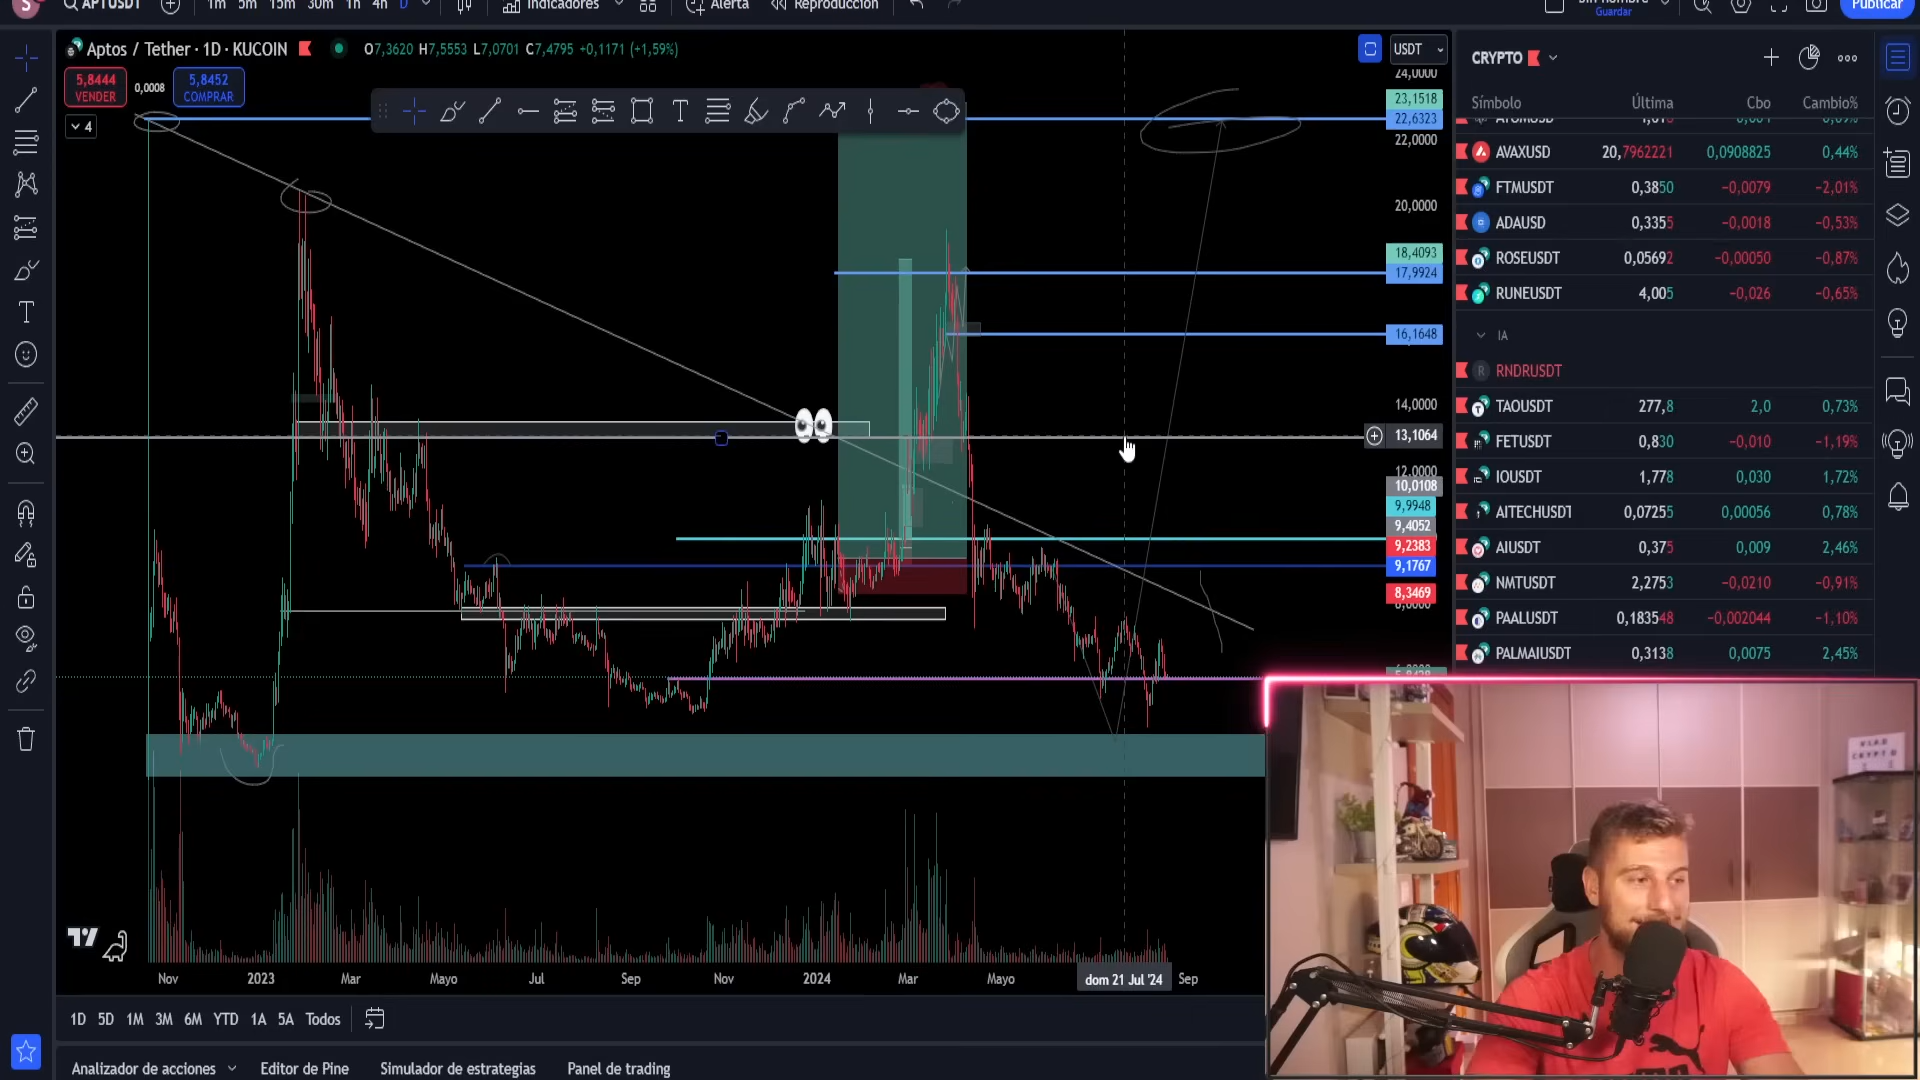 S APTUSDT 1m 5m 15m 30m 1h 4h D Indicadores Alerta Reproducción
Guardar
Publicar
Aptos / Tether · 1D · KUCOIN O7,3620 H7,5553 L7,0701 C7,4795 +0,1171 (+1,59%)
USDT
5,8444
VENDER
0,0008
5,8452
COMPRAR
4
24,0000
23,1518
22,6323
22,0000
20,0000
18,4093
17,9924
16,1648
14,0000
13,1064
12,0000
10,0108
9,9948
9,4052
9,2383
9,1767
8,3469
Nov 2023 Mar Mayo Jul Sep Nov 2024 Mar Mayo dom 21 Jul '24 Sep
1D 5D 1M 3M 6M YTD 1A 5A Todos
Analizador de acciones Editor de Pine Simulador de estrategias Panel de trading
CRYPTO
Símbolo Última Cbo Cambio%
AVAXUSD 20,7962221 0,0908825 0,44%
FTMUSDT 0,3850 −0,0079 −2,01%
ADAUSD 0,3355 −0,0018 −0,53%
ROSEUSDT 0,05692 −0,00050 −0,87%
RUNEUSDT 4,005 −0,026 −0,65%
IA
R RNDRUSDT
TAOUSDT 277,8 2,0 0,73%
FETUSDT 0,830 −0,010 −1,19%
IOUSDT 1,778 0,030 1,72%
AITECHUSDT 0,07255 0,00056 0,78%
AIUSDT 0,375 0,009 2,46%
NMTUSDT 2,2753 −0,0210 −0,91%
PAALUSDT 0,183548 −0,002044 −1,10%
PALMAIUSDT 0,3138 0,0075 2,45%
VLAD
CRYPTO